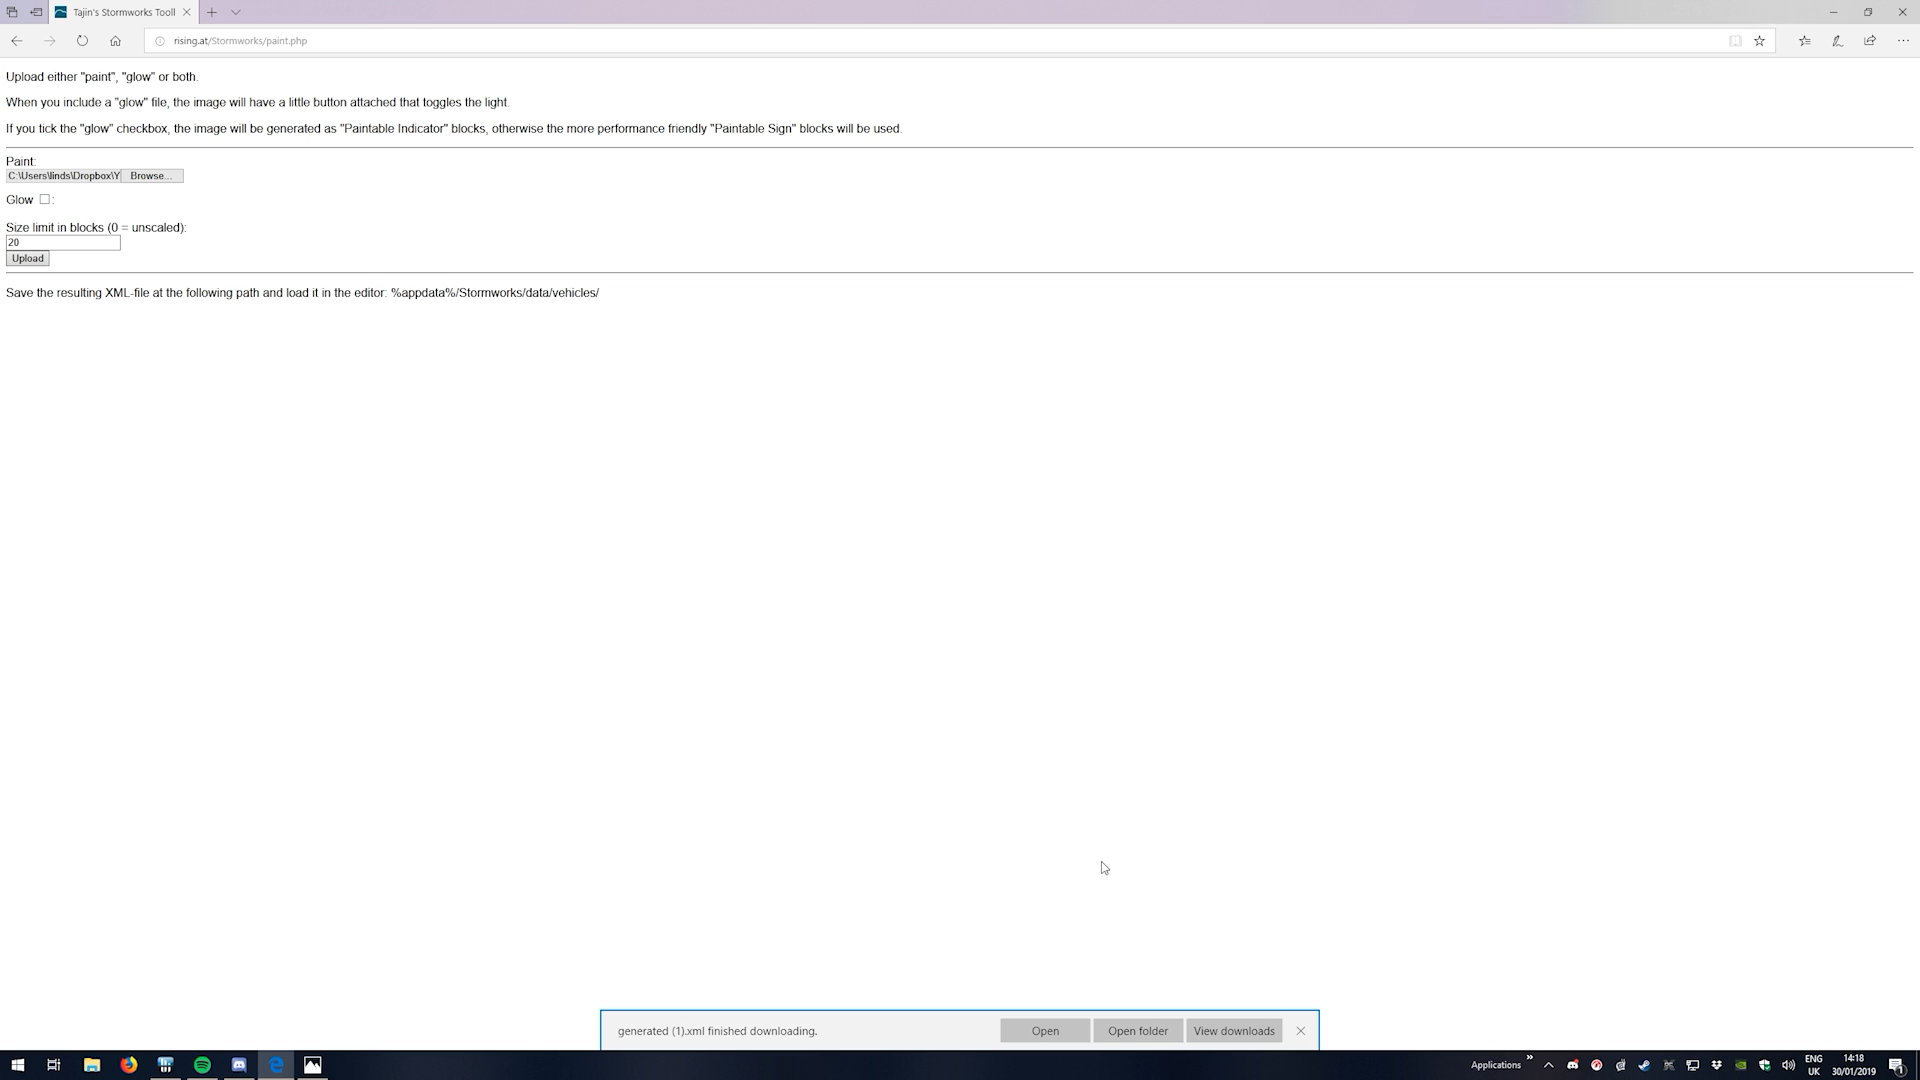 Tajin's Stormworks Tooll
rising.at/Stormworks/paint.php
Upload either "paint", "glow" or both.
When you include a "glow" file, the image will have a little button attached that toggles the light.
If you tick the "glow" checkbox, the image will be generated as "Paintable Indicator" blocks, otherwise the more performance friendly "Paintable Sign" blocks will be used.
Paint:
C:\Users\linds\Dropbox\Y Browse...
Glow :
Size limit in blocks (0 = unscaled):
20
Upload
Save the resulting XML-file at the following path and load it in the editor: %appdata%/Stormworks/data/vehicles/
generated (1).xml finished downloading. Open Open folder View downloads
Applications
ENG
UK
14:18
30/01/2019
1